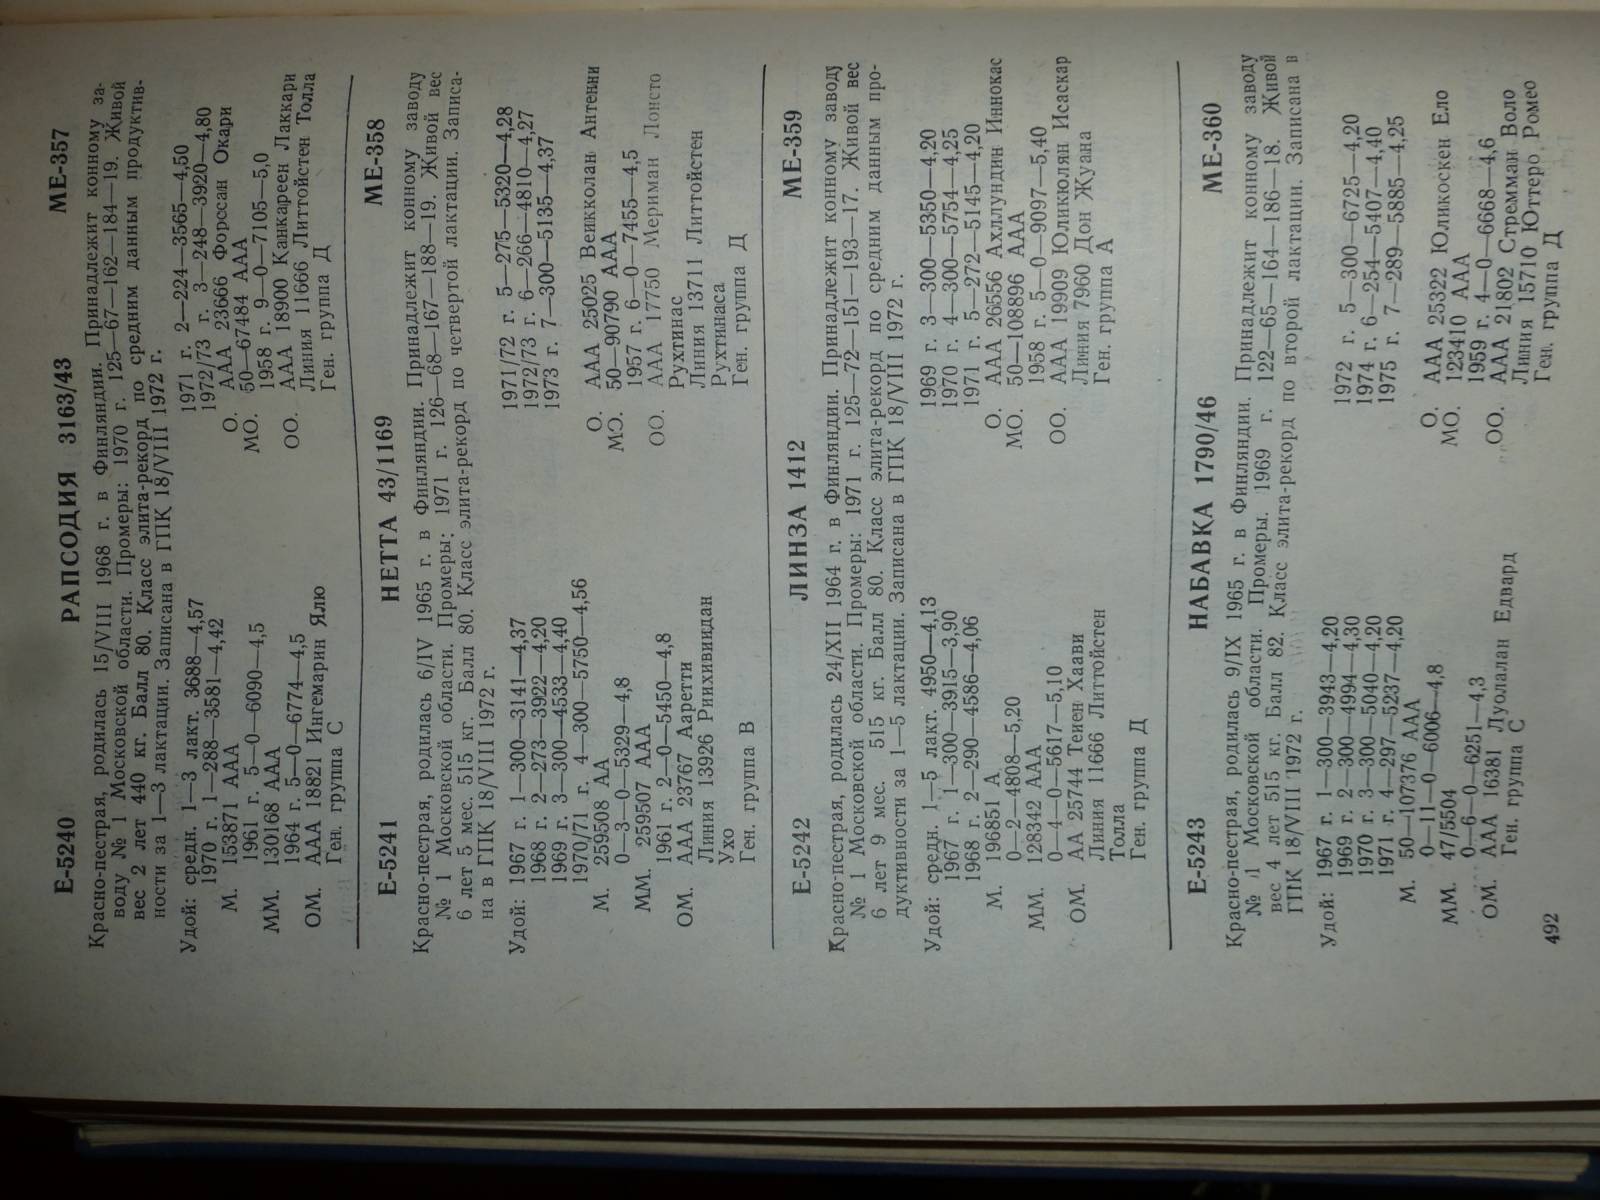 Е-5240 РАПСОДИЯ 3163/43 МЕ-357
Красно-пестрая, родилась 15/VIII 1968 г. в Финляндии. Принадлежит конному за-
воду № 1 Московской области. Промеры: 1970 г. 125—67—162—184—19. Живой
вес 2 лет 440 кг. Балл 80. Класс элита-рекорд по средним данным продуктив-
ности за 1—3 лактации. Записана в ГПК 18/VIII 1972 г.
Удой: средн. 1—3 лакт. 3688—4,57
1970 г. 1—288—3581—4,42
М. 153871 ААА
1961 г. 5—0—6090—4,5
ММ. 130168 ААА
1964 г. 5—0—6774—4,5
ОМ. ААА 18821 Ингемарин Ялю
Ген. группа С
1971 г. 2—224—3565—4,50
1972/73 г. 3—248—3920—4,80
О. ААА 23666 Форссан Окари
МО. 50—67484 ААА
1958 г. 9—0—7105—5,0
ОО. ААА 18900 Канкареен Лаккари
Линия 11666 Литтойстен Толла
Ген. группа Д
Е-5241 НЕТТА 43/1169 МЕ-358
Красно-пестрая, родилась 6/IV 1965 г. в Финляндии. Принадлежит конному заводу
№ 1 Московской области. Промеры: 1971 г. 126—68—167—188—19. Живой вес
6 лет 5 мес. 515 кг. Балл 80. Класс элита-рекорд по четвертой лактации. Записа-
на в ГПК 18/VIII 1972 г.
Удой: 1967 г. 1—300—3141—4,37
1968 г. 2—273—3922—4,20
1969 г. 3—300—4533—4,40
1970/71 г. 4—300—5750—4,56
М. 259508 АА
0—3—0—5329—4,8
ММ. 259507 ААА
1961 г. 2—0—5450—4,8
ОМ. ААА 23767 Ааретти
Линия 13926 Риихивиидан
Ухо
Ген. группа В
1971/72 г. 5—275—5320—4,28
1972/73 г. 6—266—4810—4,27
1973 г. 7—300—5135—4,37
О. ААА 25025 Веикколан Антенни
МО. 50—90790 ААА
1957 г. 6—0—7455—4,5
ОО. ААА 17750 Мериман Лоисто
Рухтинас
Линия 13711 Литтойстен
Рухтинаса
Ген. группа Д
Е-5242 ЛИНЗА 1412 МЕ-359
Красно-пестрая, родилась 24/XII 1964 г. в Финляндии. Принадлежит конному заводу
№ 1 Московской области. Промеры: 1971 г. 125—72—151—193—17. Живой вес
6 лет 9 мес. 515 кг. Балл 80. Класс элита-рекорд по средним данным про-
дуктивности за 1—5 лактации. Записана в ГПК 18/VIII 1972 г.
Удой: средн. 1—5 лакт. 4950—4,13
1967 г. 1—300—3915—3,90
1968 г. 2—290—4586—4,06
М. 196851 А
0—2—4808—5,20
ММ. 128342 ААА
0—4—0—5617—5,10
ОМ. АА 25744 Теиен Хаави
Линия 11666 Литтойстен
Толла
Ген. группа Д
1969 г. 3—300—5350—4,20
1970 г. 4—300—5754—4,25
1971 г. 5—272—5145—4,20
О. ААА 26556 Ахллундин Иннокас
МО. 50—108896 ААА
1958 г. 5—0—9097—5,40
ОО. ААА 19909 Юликюлян Исаскар
Линия 7960 Дон Жуана
Ген. группа А
Е-5243 НАБАВКА 1790/46 МЕ-360
Красно-пестрая, родилась 9/IX 1965 г. в Финляндии. Принадлежит конному заводу
№ 1 Московской области. Промеры. 1969 г. 122—65—164—186—18. Живой
вес 4 лет 515 кг. Балл 82. Класс элита-рекорд по второй лактации. Записана в
ГПК 18/VIII 1972 г.
Удой: 1967 г. 1—300—3943—4,20
1969 г. 2—300—4994—4,30
1970 г. 3—300—5040—4,20
1971 г. 4—297—5237—4,20
М. 50—107376 ААА
0—11—0—6006—4,8
ММ. 47/5504
0—6—0—6251—4,3
ОМ. ААА 16381 Луолалан Едвард
Ген. группа С
1972 г. 5—300—6725—4,20
1974 г. 6—254—5407—4,40
1975 г. 7—289—5885—4,25
О. ААА 25322 Юликоскен Ело
МО. 123410 ААА
1959 г. 4—0—6668—4,6
ОО. ААА 21802 Стремман Воло
Линия 15710 Юттеро Ромео
Ген. группа Д
492